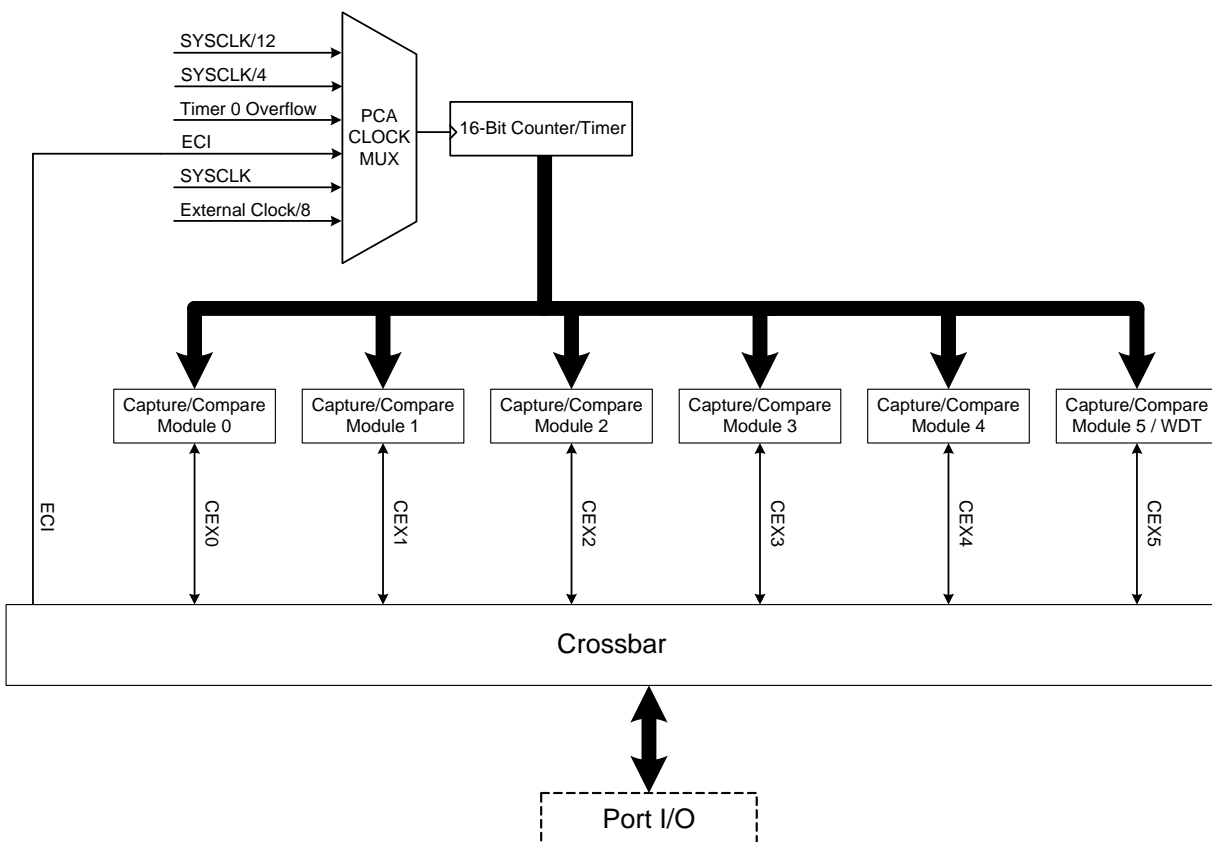 SYSCLK/12
SYSCLK/4
Timer 0 Overflow
ECI
SYSCLK
External Clock/8
PCA
CLOCK
MUX
16-Bit Counter/Timer
Capture/Compare
Module 0
Capture/Compare
Module 1
Capture/Compare
Module 2
Capture/Compare
Module 3
Capture/Compare
Module 4
Capture/Compare
Module 5 / WDT
ECI
CEX0
CEX1
CEX2
CEX3
CEX4
CEX5
Crossbar
Port I/O